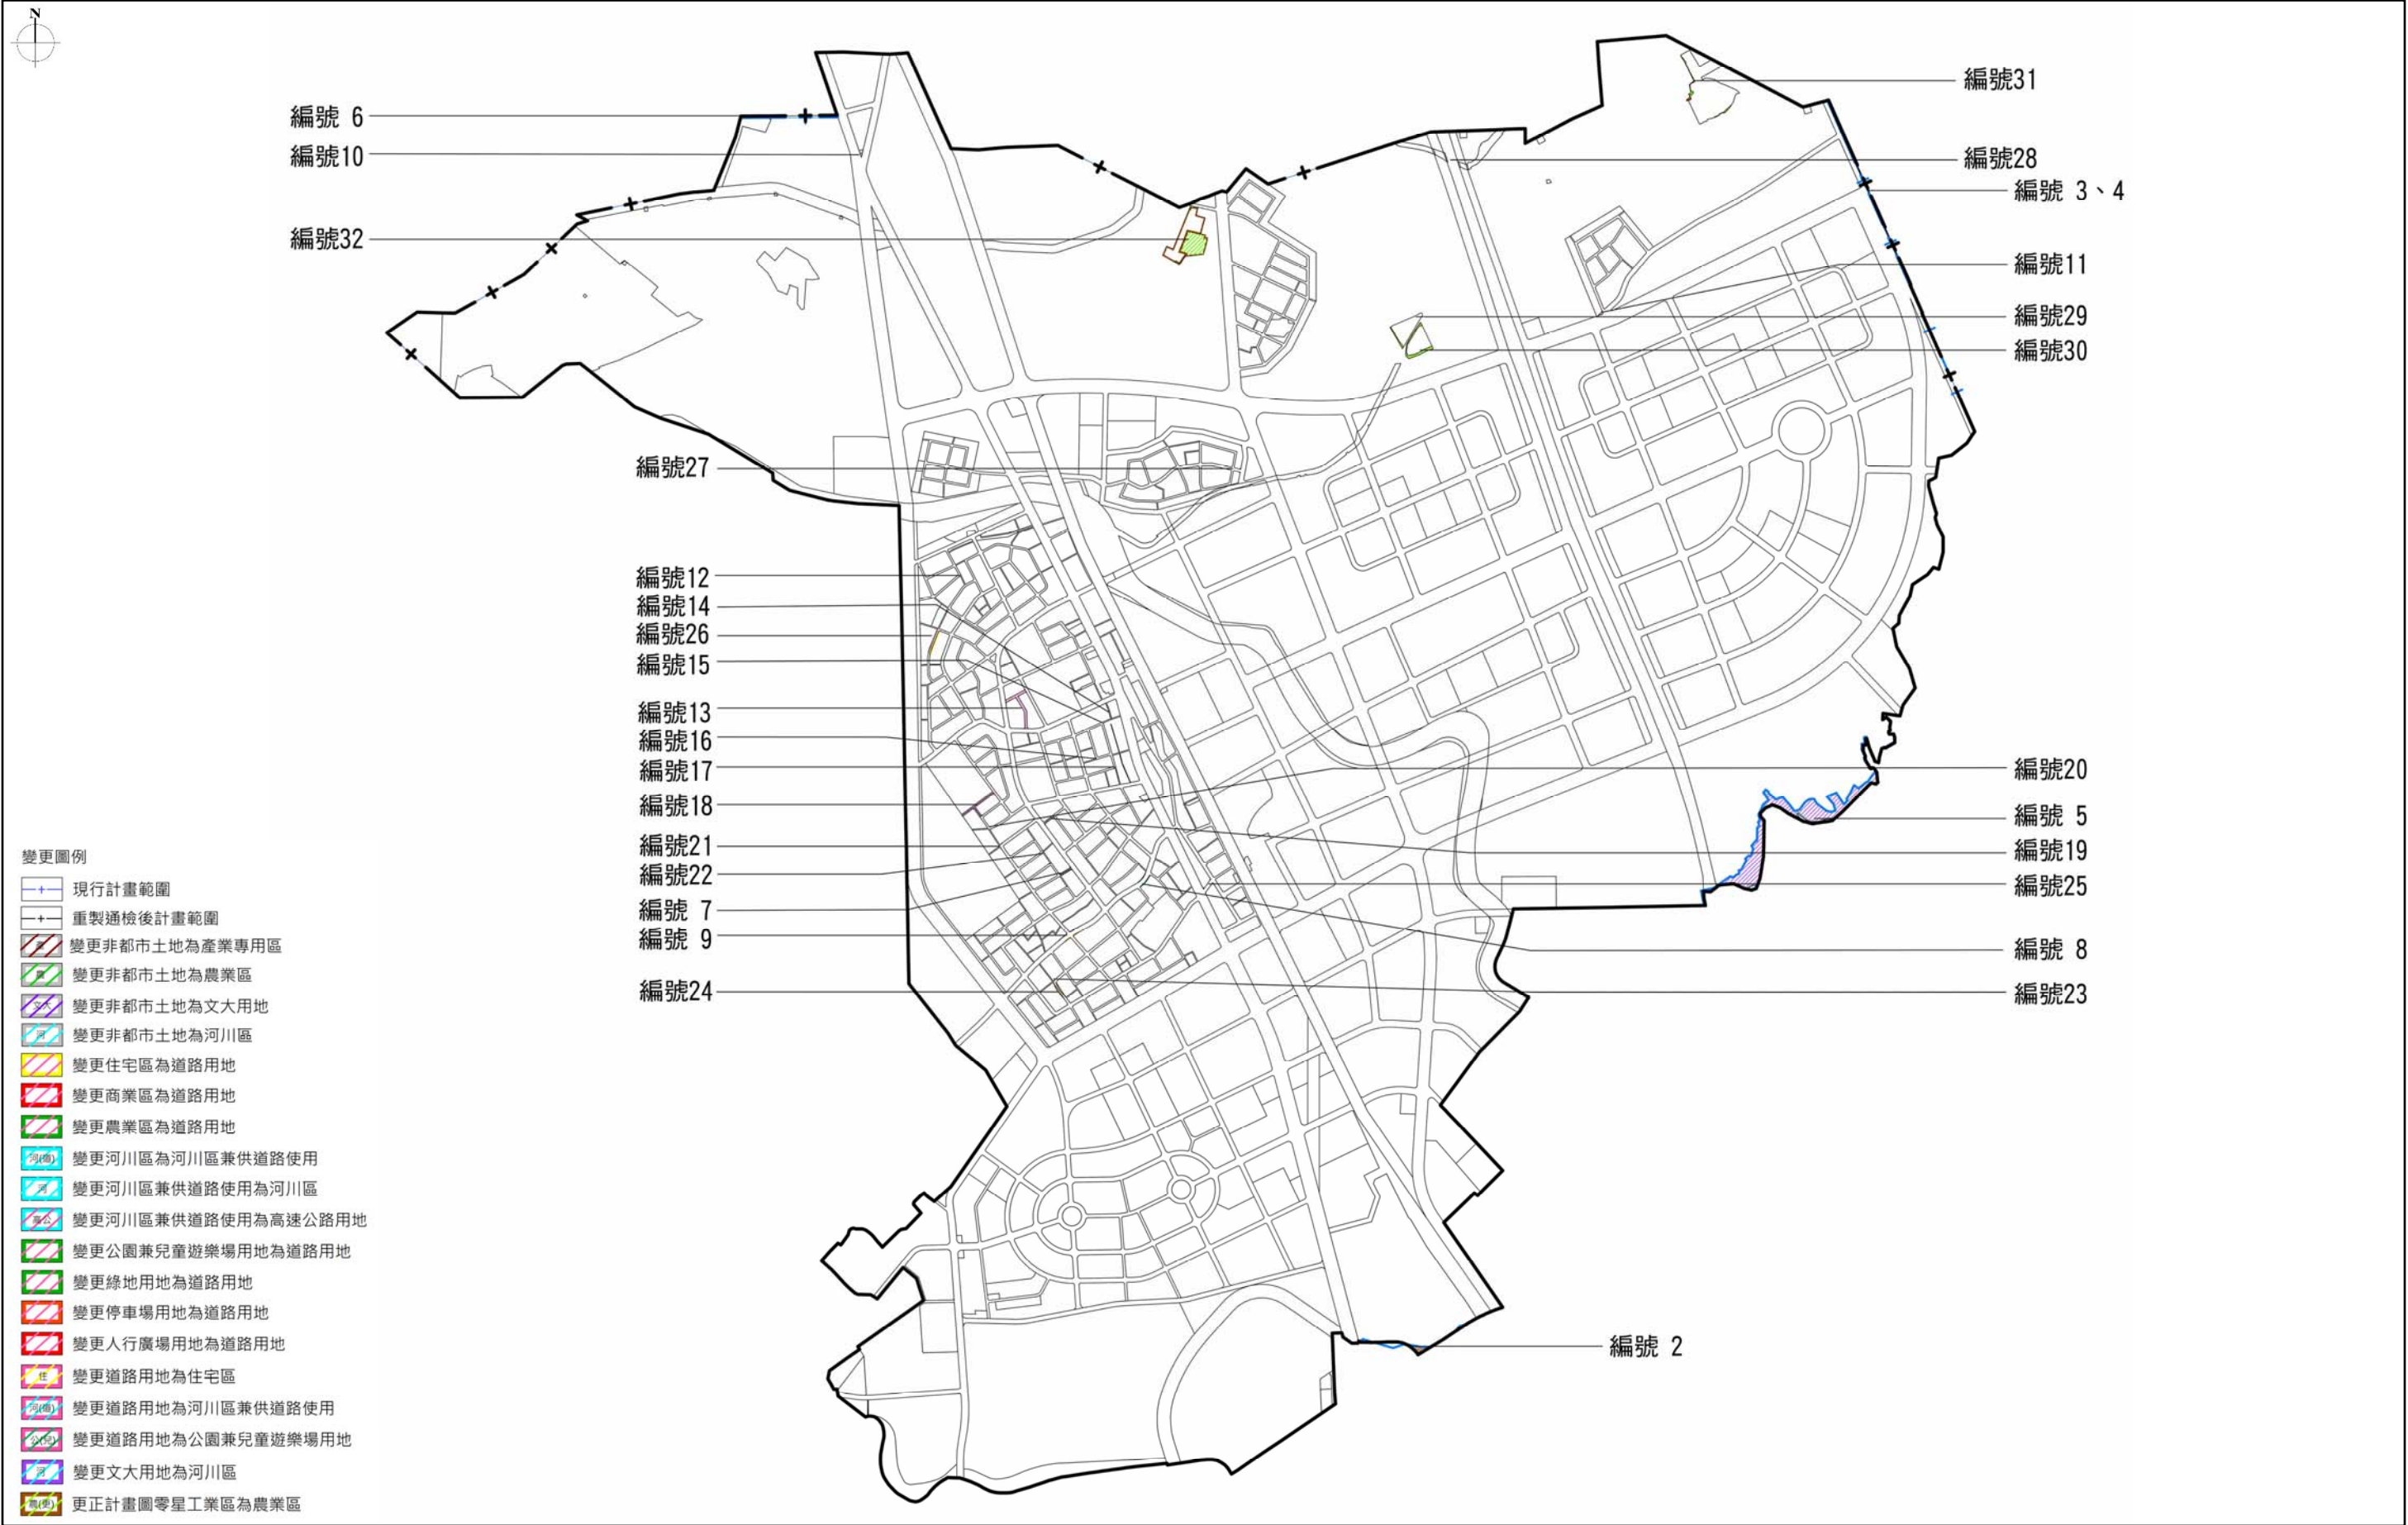 N
編號 6
編號10
編號32
編號27
編號12
編號14
編號26
編號15
編號13
編號16
編號17
編號18
編號21
編號22
編號 7
編號 9
編號24
編號31
編號28
編號 3、4
編號11
編號29
編號30
編號20
編號 5
編號19
編號25
編號 8
編號23
編號 2
變更圖例
現行計畫範圍
重製通檢後計畫範圍
產 變更非都市土地為產業專用區
農 變更非都市土地為農業區
文大 變更非都市土地為文大用地
河 變更非都市土地為河川區
變更住宅區為道路用地
變更商業區為道路用地
變更農業區為道路用地
河(道) 變更河川區為河川區兼供道路使用
河 變更河川區兼供道路使用為河川區
高公 變更河川區兼供道路使用為高速公路用地
變更公園兼兒童遊樂場用地為道路用地
變更綠地用地為道路用地
變更停車場用地為道路用地
變更人行廣場用地為道路用地
住 變更道路用地為住宅區
河(道) 變更道路用地為河川區兼供道路使用
公(兒) 變更道路用地為公園兼兒童遊樂場用地
河 變更文大用地為河川區
農(更) 更正計畫圖零星工業區為農業區